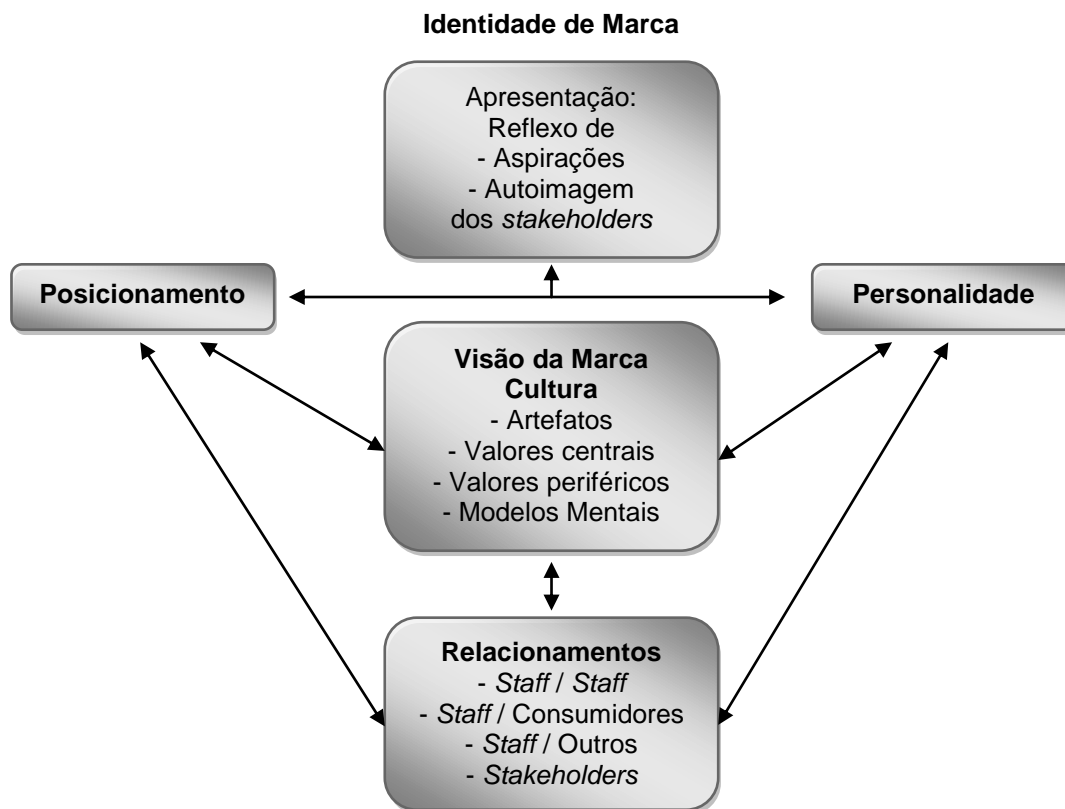 Identidade de Marca
Apresentação:
Reflexo de
- Aspirações
- Autoimagem
dos stakeholders
Posicionamento
Personalidade
Visão da Marca
Cultura
- Artefatos
- Valores centrais
- Valores periféricos
- Modelos Mentais
Relacionamentos
- Staff / Staff
- Staff / Consumidores
- Staff / Outros
- Stakeholders